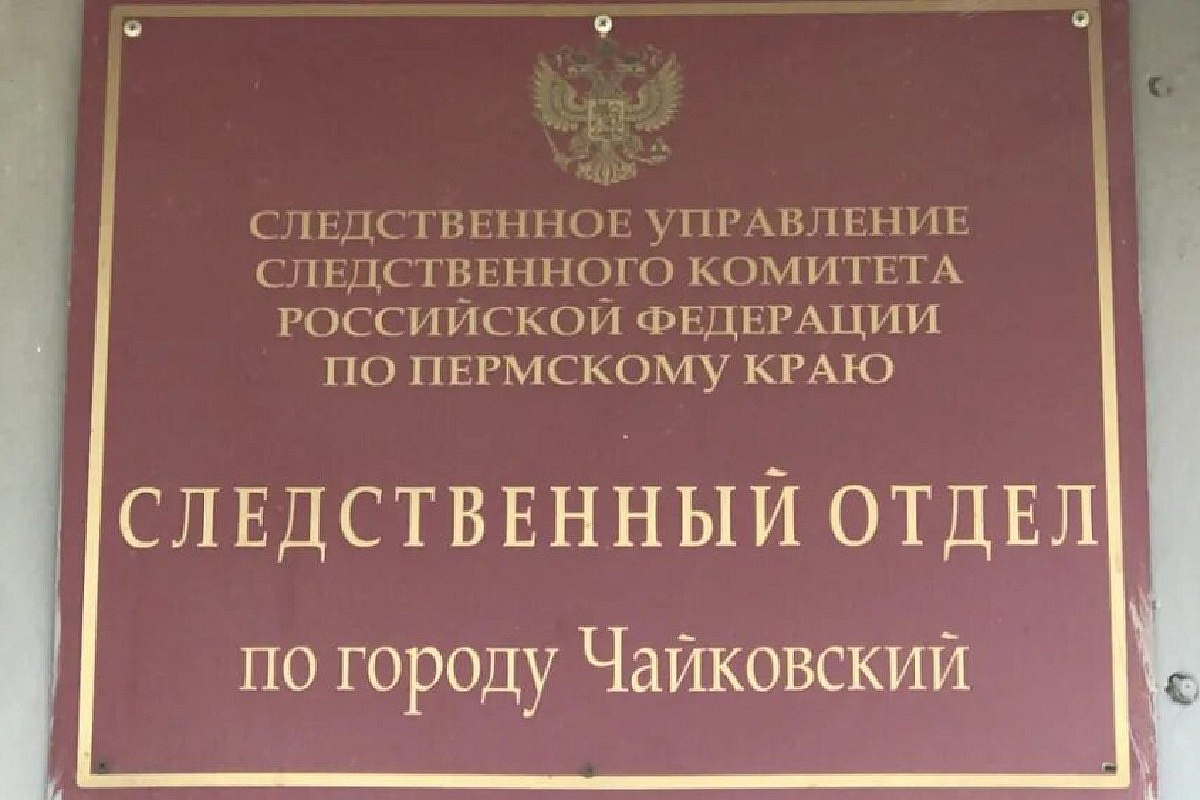 СЛЕДСТВЕННОЕ УПРАВЛЕНИЕ
СЛЕДСТВЕННОГО КОМИТЕТА
РОССИЙСКОЙ ФЕДЕРАЦИИ
ПО ПЕРМСКОМУ КРАЮ
СЛЕДСТВЕННЫЙ ОТДЕЛ
по городу Чайковский